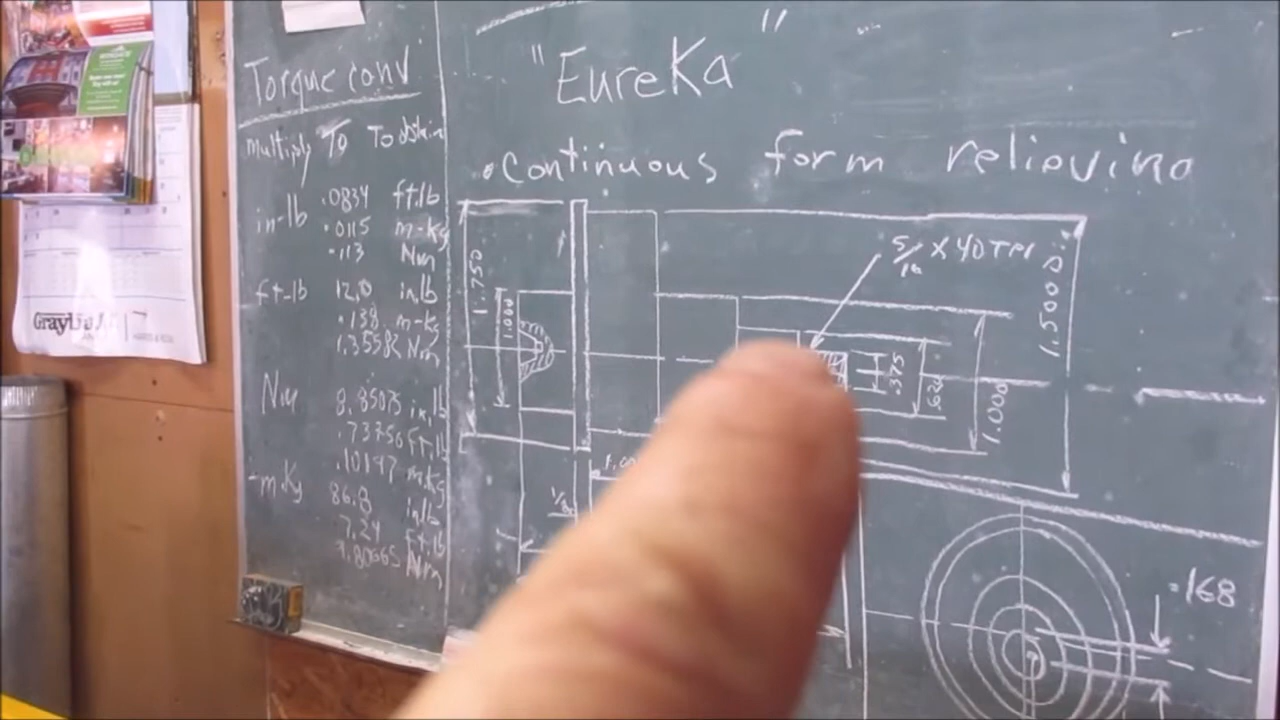 Torque conv
multiply To To obtain
in-lb .0834 ft.lb
.0115 m-kg
.113 Nm
ft-lb 12.0 in.lb
.138 m-kg
1.35582 Nm
Nm 8.85075 in.lb
.73756 ft.lb
.10197 m.kg
-m.Kg 86.8 in.lb
7.24 ft.lb
9.80665 Nm
"EureKa"
• Continuous form relieving
5/16 X 40 TPI
1.750
1.000
.375
.620
1.000
1.5000
.168